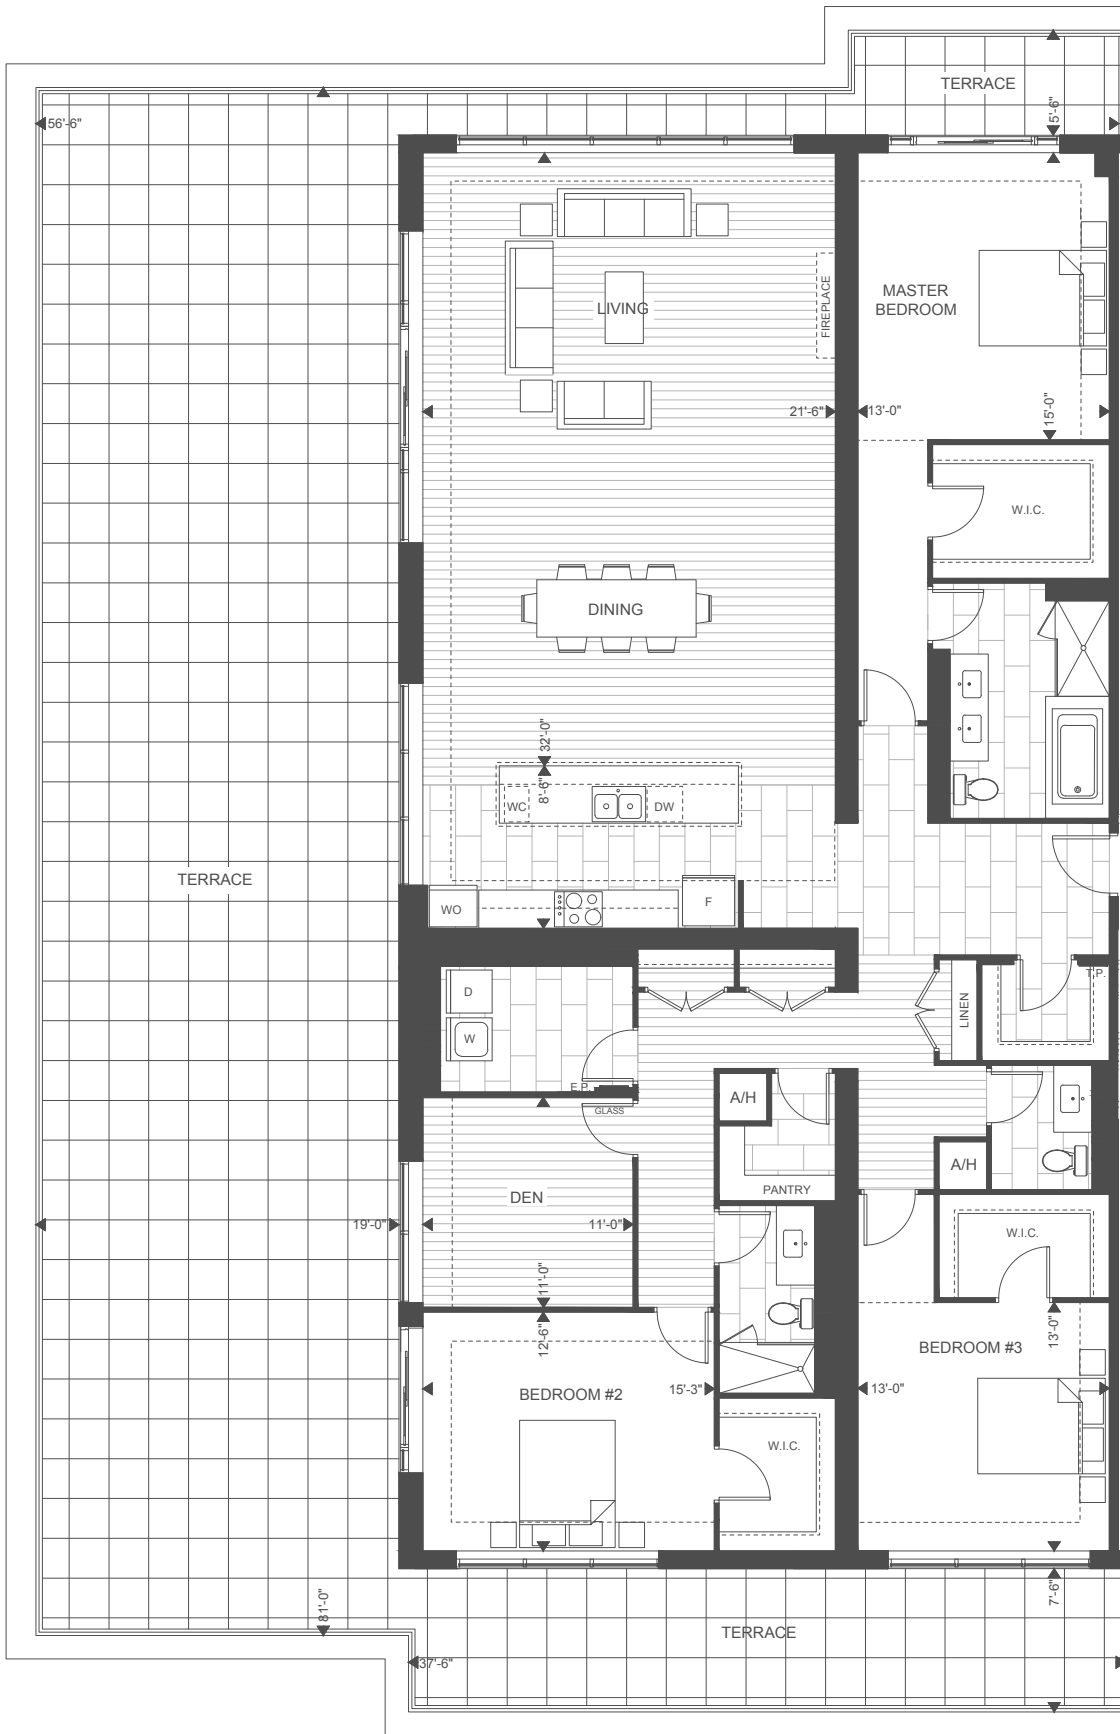 TERRACE
56'-6"
5'-6"
LIVING
FIREPLACE
MASTER
BEDROOM
21'-6"
13'-0"
15'-0"
W.I.C.
DINING
32'-0"
8'-6"
WC
DW
TERRACE
WO
F
D
W
E.P.
GLASS
LINEN
T.P.
A/H
PANTRY
A/H
DEN
19'-0"
11'-0"
11'-0"
12'-6"
W.I.C.
BEDROOM #3
13'-0"
13'-0"
BEDROOM #2
15'-3"
W.I.C.
81'-0"
7'-6"
TERRACE
37'-6"